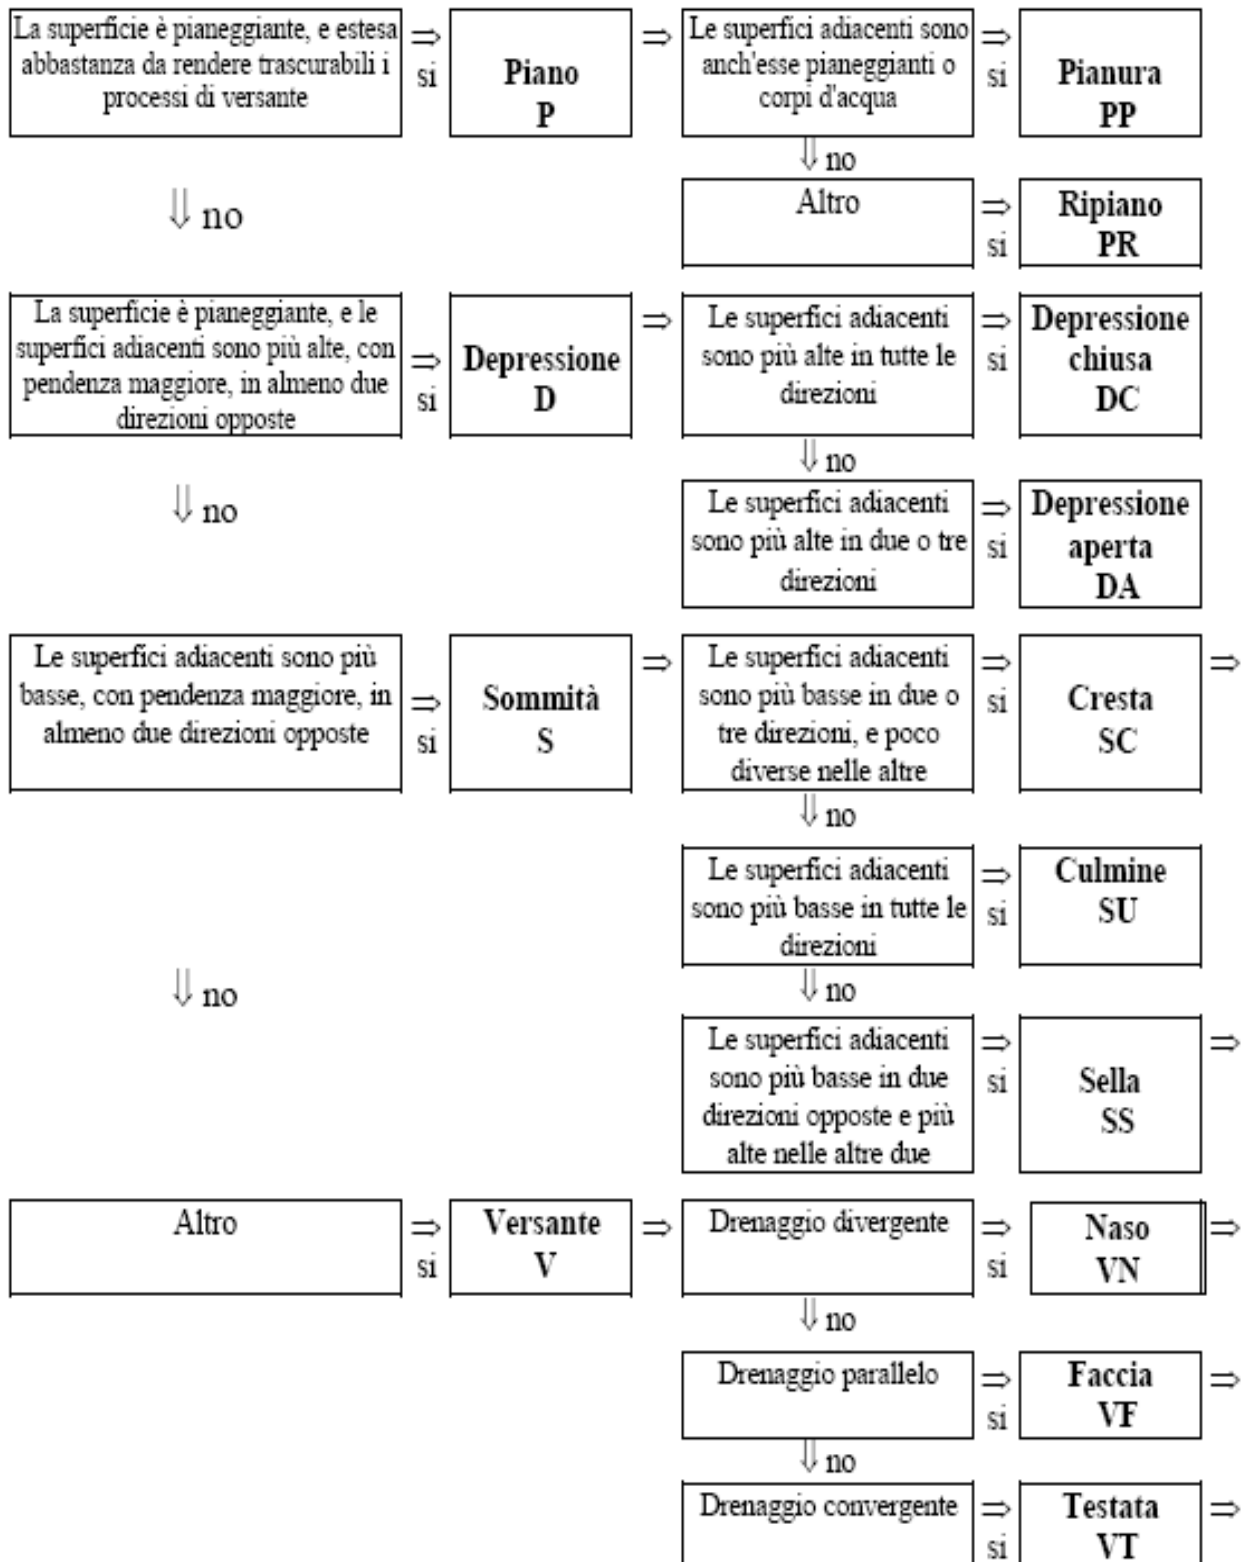 La superficie è pianeggiante, e estesa
abbastanza da rendere trascurabili i
processi di versante
⇒
si
Piano
P
⇒
Le superfici adiacenti sono
anch'esse pianeggianti o
corpi d'acqua
⇒
si
Pianura
PP
⇓ no
⇓ no
Altro
⇒
si
Ripiano
PR
La superficie è pianeggiante, e le
superfici adiacenti sono più alte, con
pendenza maggiore, in almeno due
direzioni opposte
⇒
si
Depressione
D
⇒
Le superfici adiacenti
sono più alte in tutte le
direzioni
⇒
si
Depressione
chiusa
DC
⇓ no
⇓ no
Le superfici adiacenti
sono più alte in due o tre
direzioni
⇒
si
Depressione
aperta
DA
Le superfici adiacenti sono più
basse, con pendenza maggiore, in
almeno due direzioni opposte
⇒
si
Sommità
S
⇒
Le superfici adiacenti
sono più basse in due o
tre direzioni, e poco
diverse nelle altre
⇒
si
Cresta
SC
⇒
⇓ no
Le superfici adiacenti
sono più basse in tutte le
direzioni
⇒
si
Culmine
SU
⇓ no
⇓ no
Le superfici adiacenti
sono più basse in due
direzioni opposte e più
alte nelle altre due
⇒
si
Sella
SS
⇒
Altro
⇒
si
Versante
V
⇒
Drenaggio divergente
⇒
si
Naso
VN
⇒
⇓ no
Drenaggio parallelo
⇒
si
Faccia
VF
⇒
⇓ no
Drenaggio convergente
⇒
si
Testata
VT
⇒